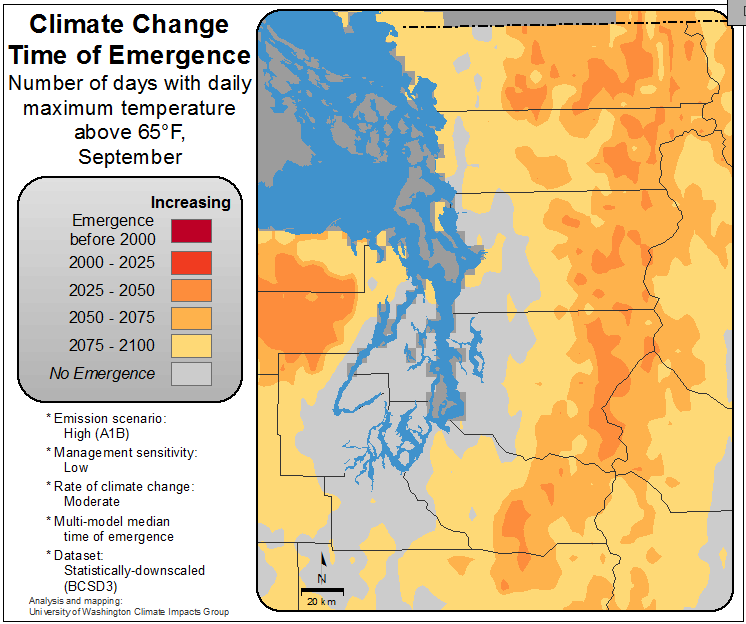 Climate Change
Time of Emergence
Number of days with daily
maximum temperature
above 65°F,
September
Increasing
Emergence
before 2000
2000 - 2025
2025 - 2050
2050 - 2075
2075 - 2100
No Emergence
* Emission scenario:
High (A1B)
* Management sensitivity:
Low
* Rate of climate change:
Moderate
* Multi-model median
time of emergence
* Dataset:
Statistically-downscaled
(BCSD3)
Analysis and mapping:
University of Washington Climate Impacts Group
N
20 km